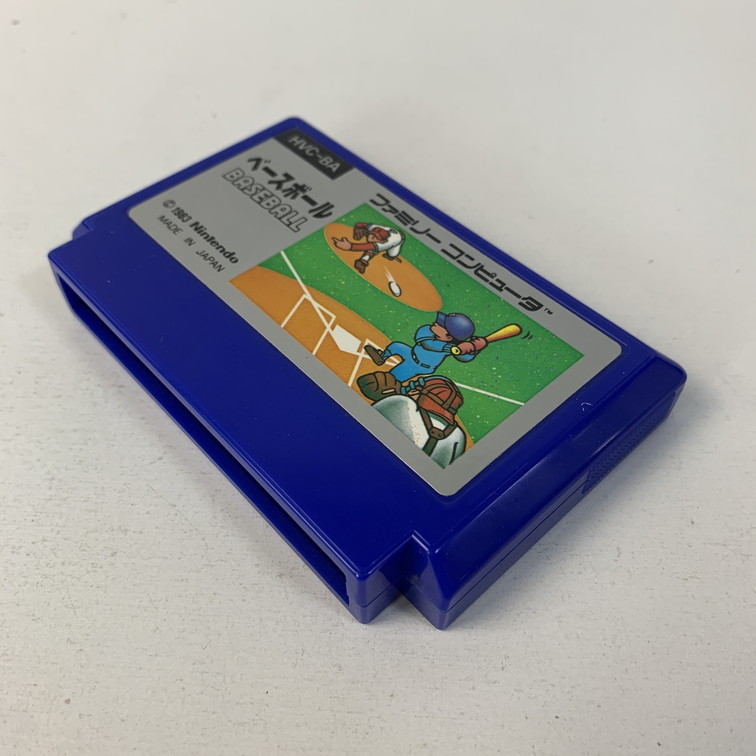 HVC-BA
ベースボール
BASEBALL
© 1983 Nintendo
MADE IN JAPAN
ファミリー コンピュータ™